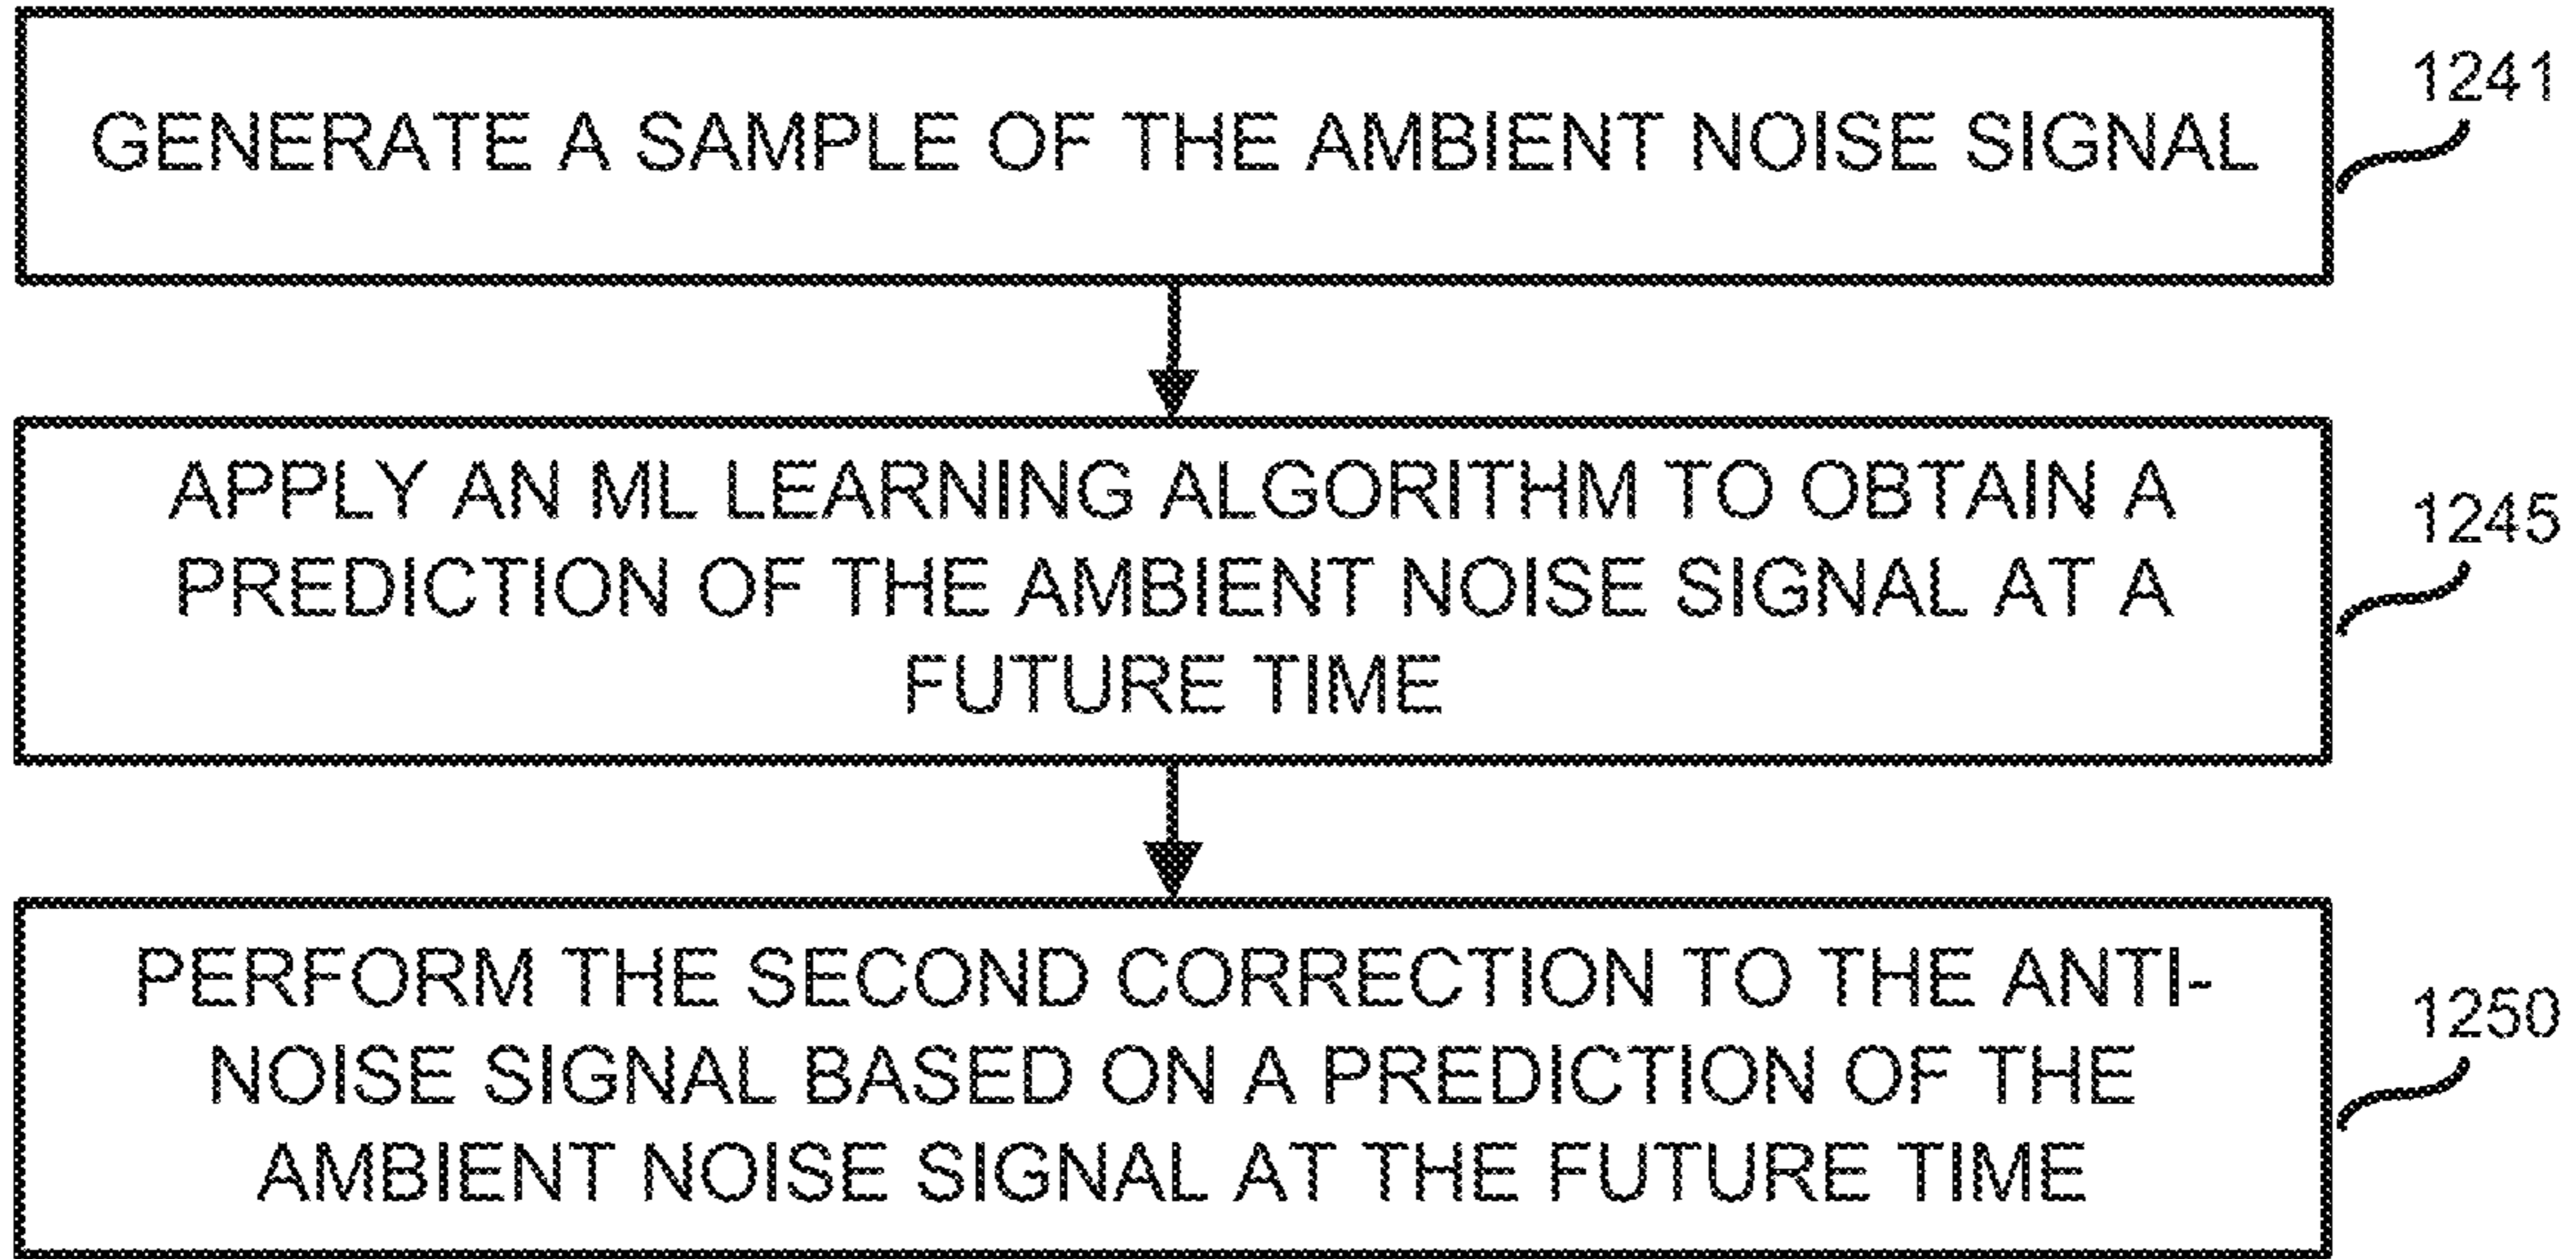 GENERATE A SAMPLE OF THE AMBIENT NOISE SIGNAL
1241
APPLY AN ML LEARNING ALGORITHM TO OBTAIN A
PREDICTION OF THE AMBIENT NOISE SIGNAL AT A
FUTURE TIME
1245
PERFORM THE SECOND CORRECTION TO THE ANTI-
NOISE SIGNAL BASED ON A PREDICTION OF THE
AMBIENT NOISE SIGNAL AT THE FUTURE TIME
1250